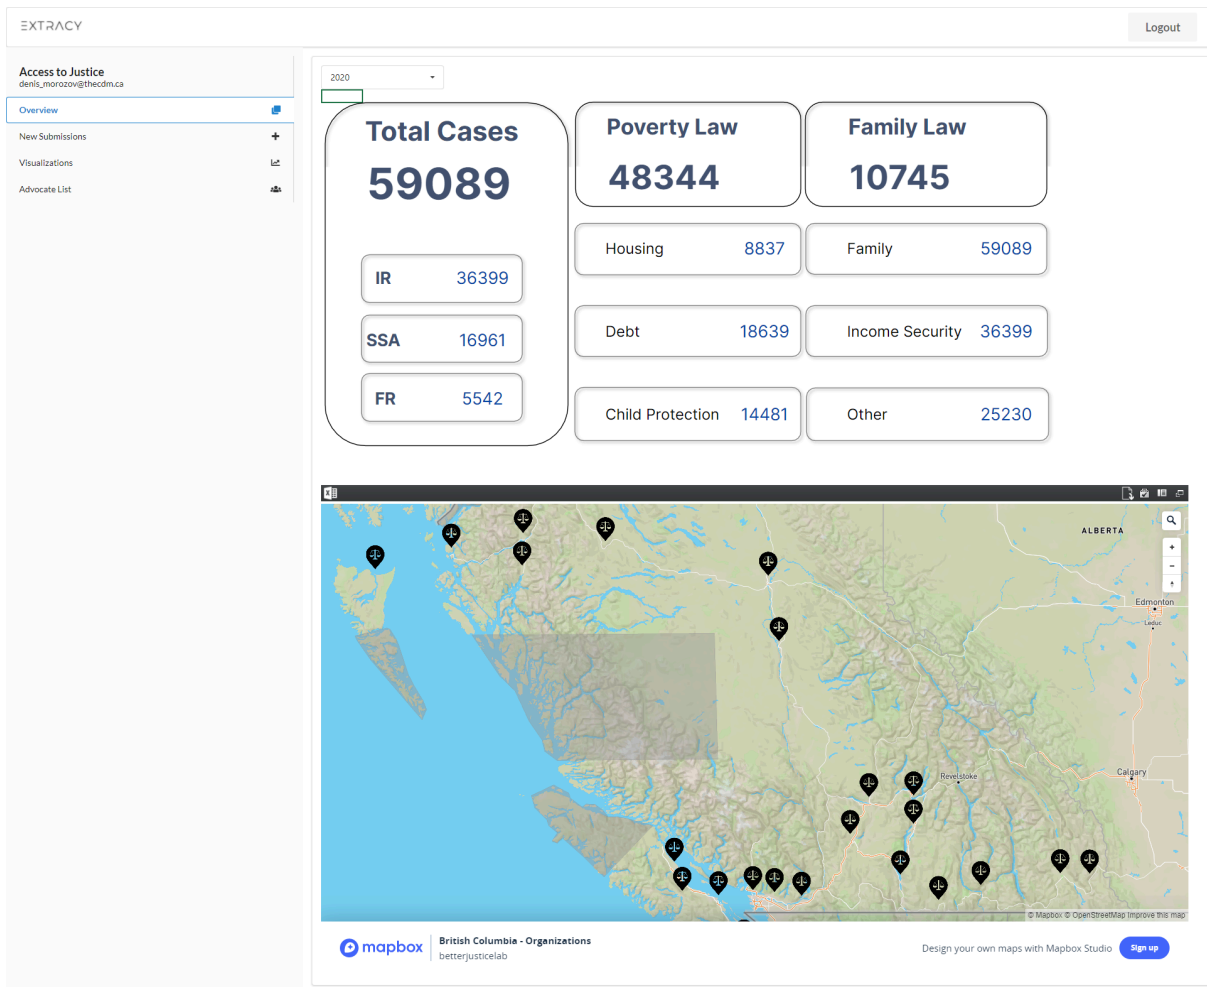 EXTRACY
Logout
Access to Justice
denis_morozov@thecdm.ca
Overview
New Submissions
Visualizations
Advocate List
2020
Total Cases
59089
IR 36399
SSA 16961
FR 5542
Poverty Law
48344
Family Law
10745
Housing 8837
Family 59089
Debt 18639
Income Security 36399
Child Protection 14481
Other 25230
ALBERTA
Edmonton
Leduc
Revelstoke
Calgary
© Mapbox © OpenStreetMap Improve this map
mapbox
British Columbia - Organizations
betterjusticelab
Design your own maps with Mapbox Studio
Sign up